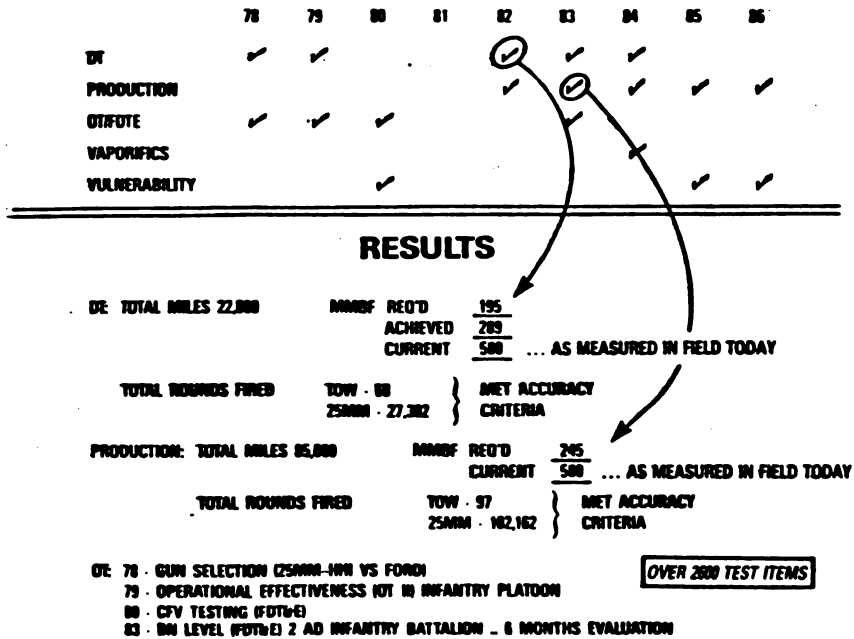 78 79 80 81 82 83 84 85 86
DT ✓ ✓ ✓ ✓ ✓
PRODUCTION ✓ ✓ ✓ ✓ ✓
OT/FDTE ✓ ✓ ✓ ✓
VAPORIFICS ✓
VULNERABILITY ✓ ✓ ✓
RESULTS
DT: TOTAL MILES 22,000 MMBF REQ'D 195
ACHIEVED 289
CURRENT 500 ... AS MEASURED IN FIELD TODAY
TOTAL ROUNDS FIRED TOW - 68 } MET ACCURACY
25MM - 27,382 } CRITERIA
PRODUCTION: TOTAL MILES 85,000 MMBF REQ'D 245
CURRENT 500 ... AS MEASURED IN FIELD TODAY
TOTAL ROUNDS FIRED TOW - 97 } MET ACCURACY
25MM - 162,162 } CRITERIA
OT: 78 - GUN SELECTION (25MM-HHI VS FORD)
OVER 2600 TEST ITEMS
79 - OPERATIONAL EFFECTIVENESS (OT II) INFANTRY PLATOON
80 - CFV TESTING (FDT&E)
83 - BN LEVEL (FDT&E) 2 AD INFANTRY BATTALION - 6 MONTHS EVALUATION